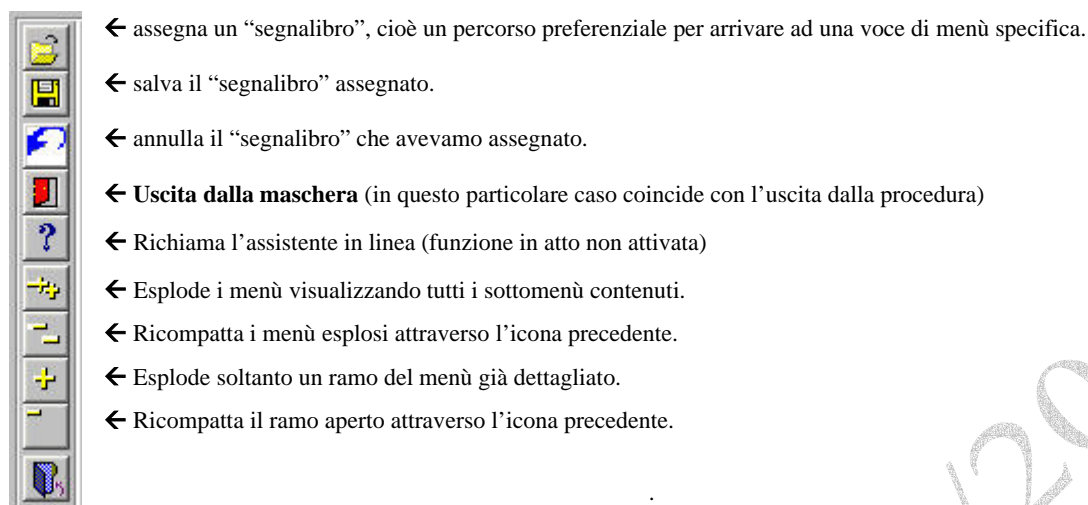 ← assegna un “segnalibro”, cioè un percorso preferenziale per arrivare ad una voce di menù specifica.
← salva il “segnalibro” assegnato.
← annulla il “segnalibro” che avevamo assegnato.
← Uscita dalla maschera (in questo particolare caso coincide con l’uscita dalla procedura)
← Richiama l’assistente in linea (funzione in atto non attivata)
← Esplode i menù visualizzando tutti i sottomenù contenuti.
← Ricompatta i menù esplosi attraverso l’icona precedente.
← Esplode soltanto un ramo del menù già dettagliato.
← Ricompatta il ramo aperto attraverso l’icona precedente.
.